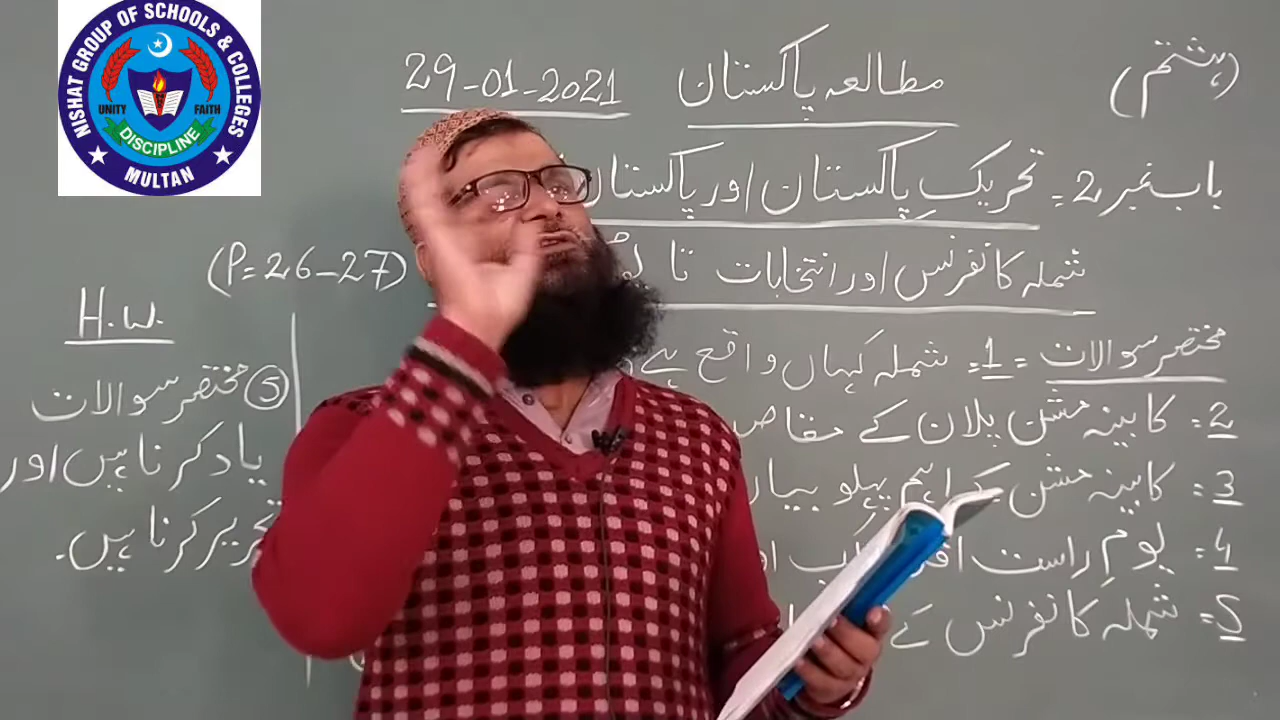 NISHAT GROUP OF SCHOOLS & COLLEGES
UNITY FAITH
DISCIPLINE
MULTAN
(ہشتم)
مطالعہ پاکستان 29-01-2021
باب نمبر 2۔ تحریکِ پاکستان اور پاکستان
شملہ کانفرنس اور انتخابات تا
(P=26-27)
مختصر سوالات = 1۔ شملہ کہاں واقع ہے
2۔ کابینہ مشن پلان کے
3۔ کابینہ مشن کے اہم پہلو
4۔ یومِ راست
5۔ شملہ کانفرنس کے
H.W.
⑤ مختصر سوالات
یاد کرنا ہیں اور
تحریر کرنا ہیں۔